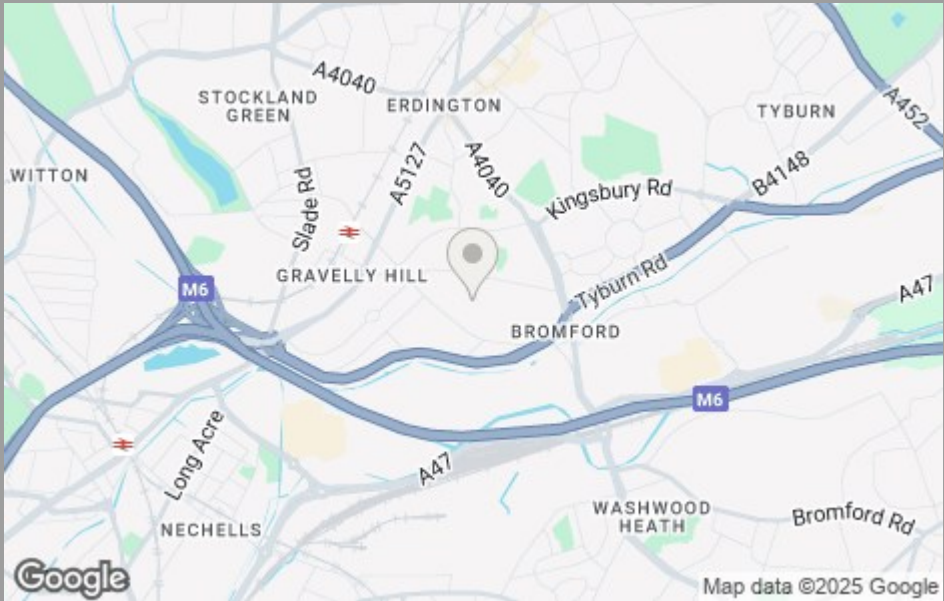 A4040
STOCKLAND
GREEN
ERDINGTON
TYBURN
A452
A5127
A4040
WITTON
Slade Rd
Kingsbury Rd
B4148
GRAVELLY HILL
M6
Tyburn Rd
A47
BROMFORD
M6
Long Acre
A47
NECHELLS
WASHWOOD
HEATH
Bromford Rd
Google
Map data ©2025 Google